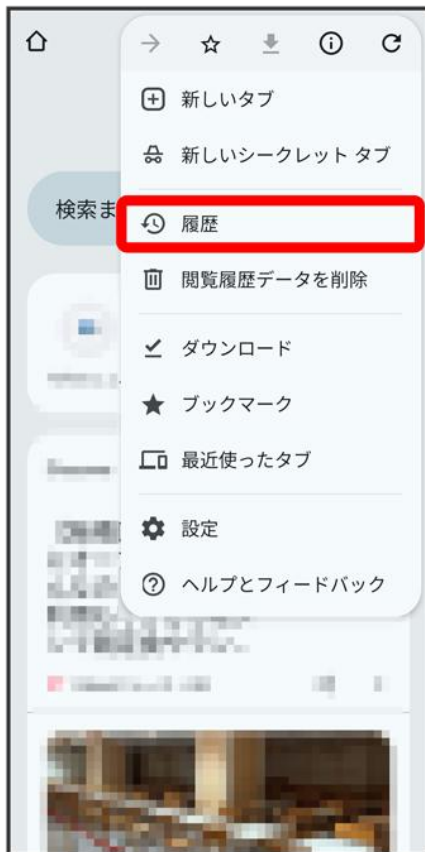 新しいタブ
新しいシークレット タブ
検索ま
履歴
閲覧履歴データを削除
ダウンロード
ブックマーク
最近使ったタブ
設定
ヘルプとフィードバック